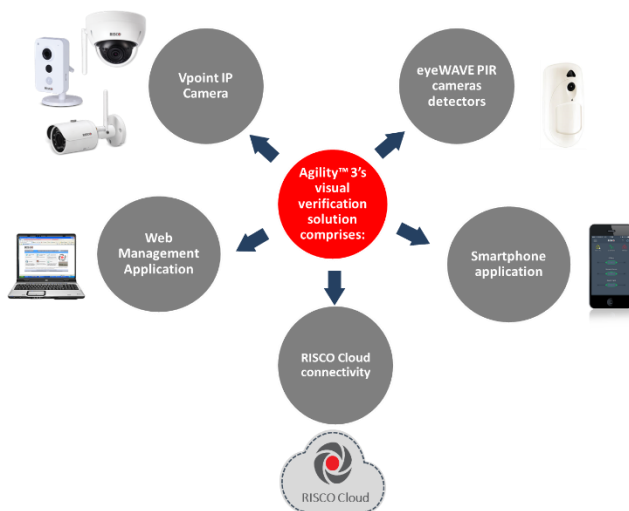 Vpoint IP
Camera
eyeWAVE PIR
cameras
detectors
Agility™ 3's
visual
verification
solution
comprises:
Web
Management
Application
Smartphone
application
RISCO Cloud
connectivity
RISCO Cloud